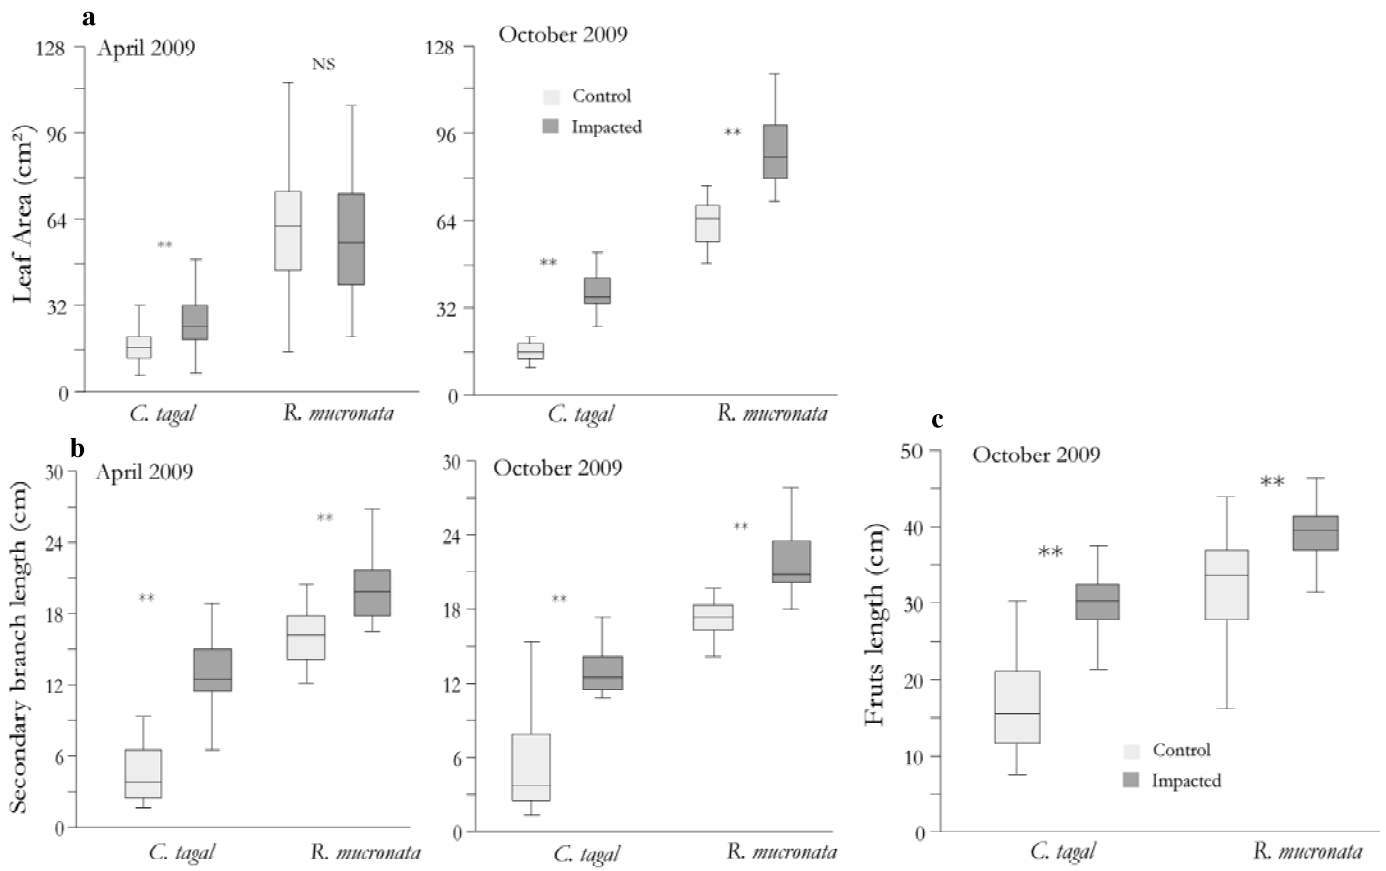 a
April 2009
October 2009
NS
Control
Impacted
**
**
**
Leaf Area (cm²)
128
96
64
32
0
128
96
64
32
0
C. tagal
R. mucronata
C. tagal
R. mucronata
b
April 2009
October 2009
**
**
**
**
Secondary branch length (cm)
30
24
18
12
6
0
30
24
18
12
6
0
C. tagal
R. mucronata
C. tagal
R. mucronata
c
October 2009
**
**
Fruts length (cm)
50
40
30
20
10
0
Control
Impacted
C. tagal
R. mucronata